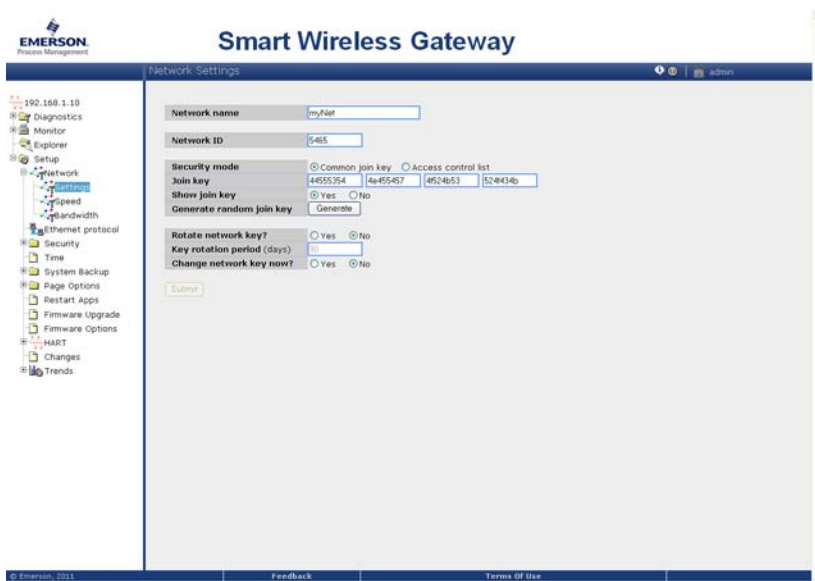 EMERSON.
Process Management
Smart Wireless Gateway
Network Settings
admin
192.168.1.10
Diagnostics
Monitor
Explorer
Setup
Network
Settings
Speed
Bandwidth
Ethernet protocol
Security
Time
System Backup
Page Options
Restart Apps
Firmware Upgrade
Firmware Options
HART
Changes
Trends
Network name myNet
Network ID 5465
Security mode Common join key Access control list
Join key 44555354 4e455457 4f524b53 524f434b
Show join key Yes No
Generate random join key Generate
Rotate network key? Yes No
Key rotation period (days)
Change network key now? Yes No
Submit
© Emerson, 2011 Feedback Terms Of Use